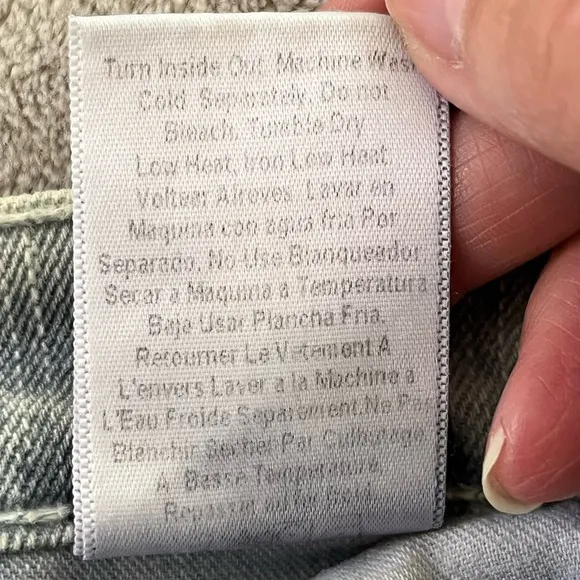 Turn Inside Out Machine Wash
Cold Separately, Do not
Bleach, Tumble Dry
Low Heat, Iron Low Heat
Voltear Alreves Lavar en
Maquina con agua fria Por
Separado, No Use Blanqueador
Secar a Maquina a Temperatura
Baja Usar Plancha Fria.
Retourner Le Vetement A
L'envers Laver a la Machine a
L'Eau Froide Separement.Ne Pas
Blanchir Secher Par Culbutage
A Basse Temperature
Repasser